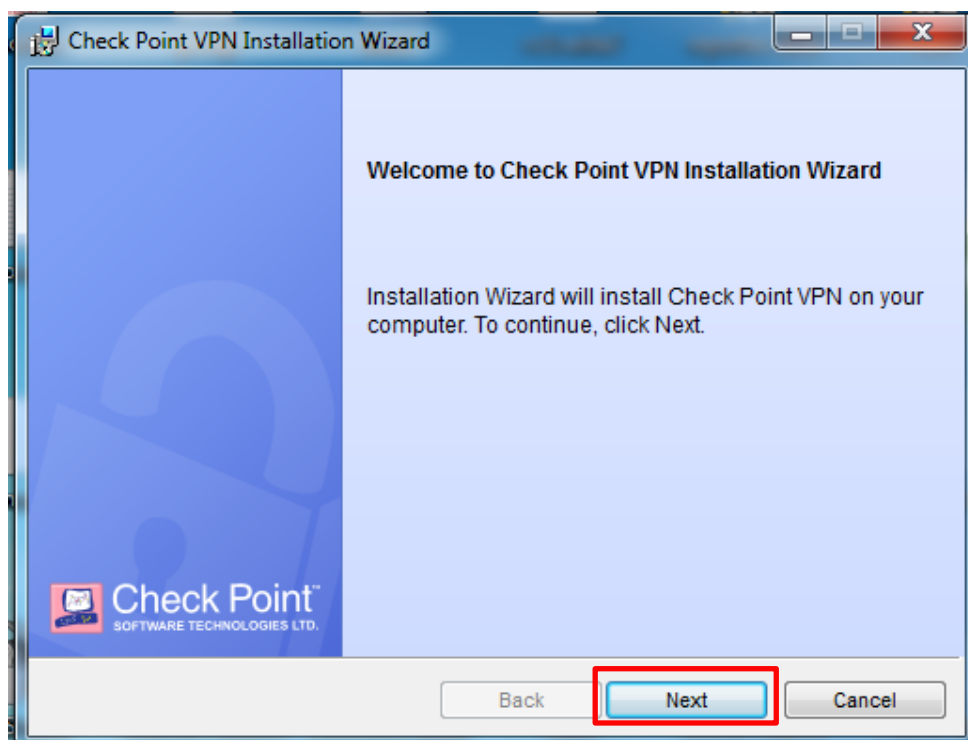 Check Point VPN Installation Wizard
Welcome to Check Point VPN Installation Wizard
Installation Wizard will install Check Point VPN on your
computer. To continue, click Next.
Check Point™
SOFTWARE TECHNOLOGIES LTD.
Back
Next
Cancel